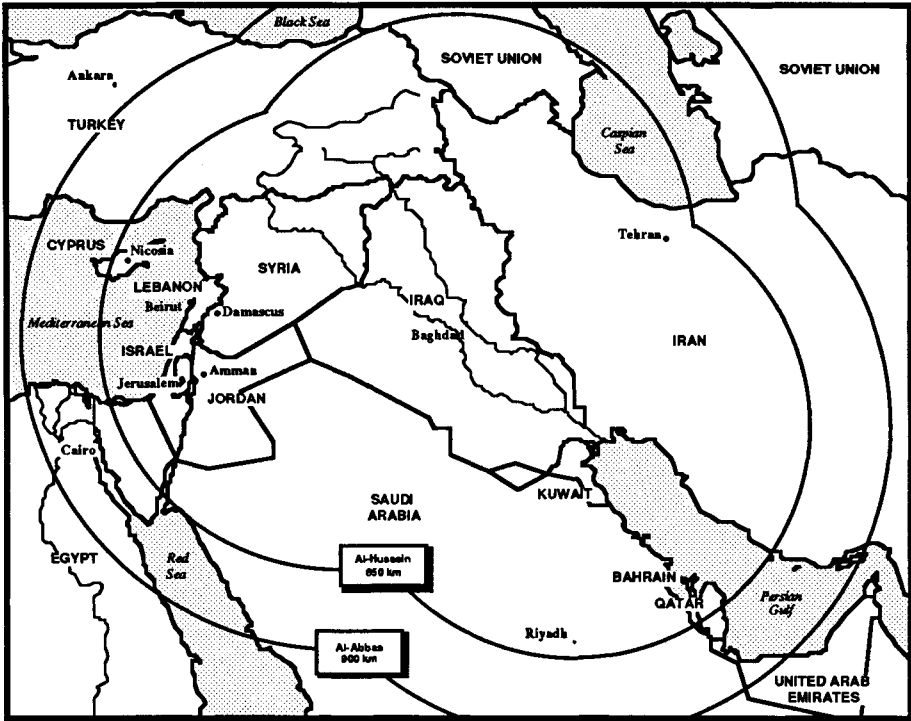 Black Sea
SOVIET UNION
SOVIET UNION
Ankara
TURKEY
Caspian
Sea
Tehran
CYPRUS
Nicosia
SYRIA
LEBANON
Beirut
Damascus
IRAQ
Mediterranean Sea
Baghdad
IRAN
ISRAEL
Amman
Jerusalem
JORDAN
Cairo
KUWAIT
SAUDI
ARABIA
EGYPT
Red
Sea
Al-Hussein
650 km
BAHRAIN
QATAR
Persian
Gulf
Riyadh
Al-Abbas
900 km
UNITED ARAB
EMIRATES